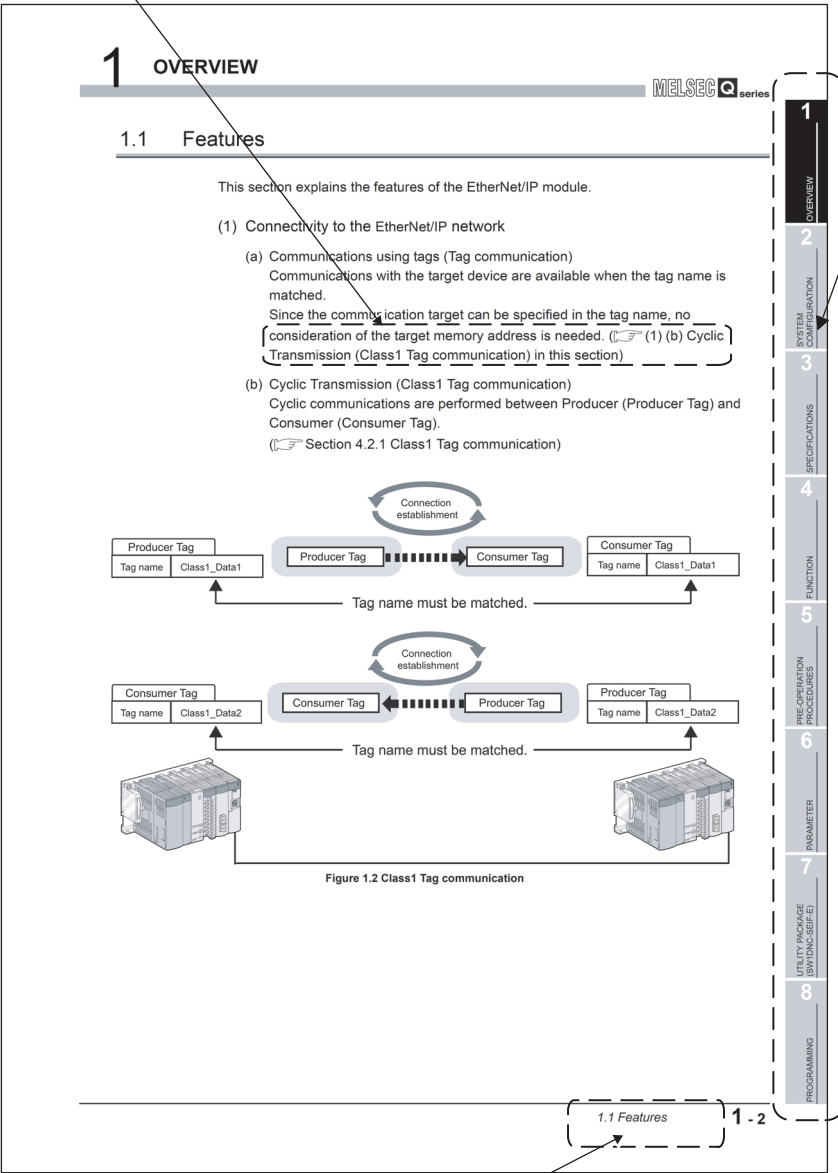 1 OVERVIEW
MELSEC Q series
1.1 Features
This section explains the features of the EtherNet/IP module.
(1) Connectivity to the EtherNet/IP network
(a) Communications using tags (Tag communication)
Communications with the target device are available when the tag name is
matched.
Since the communication target can be specified in the tag name, no
consideration of the target memory address is needed. ( (1) (b) Cyclic
Transmission (Class1 Tag communication) in this section)
(b) Cyclic Transmission (Class1 Tag communication)
Cyclic communications are performed between Producer (Producer Tag) and
Consumer (Consumer Tag).
( Section 4.2.1 Class1 Tag communication)
Connection
establishment
Producer Tag
Tag name Class1_Data1
Producer Tag
Consumer Tag
Consumer Tag
Tag name Class1_Data1
Tag name must be matched.
Connection
establishment
Consumer Tag
Tag name Class1_Data2
Consumer Tag
Producer Tag
Producer Tag
Tag name Class1_Data2
Tag name must be matched.
Figure 1.2 Class1 Tag communication
1.1 Features
1 - 2
1
OVERVIEW
2
SYSTEM
COMFIGURATION
3
SPECIFICATIONS
4
FUNCTION
5
PRE-OPERATION
PROCEDURES
6
PARAMETER
7
UTILITY PACKAGE
(SW1DNC-SEIF-E)
8
PROGRAMMING